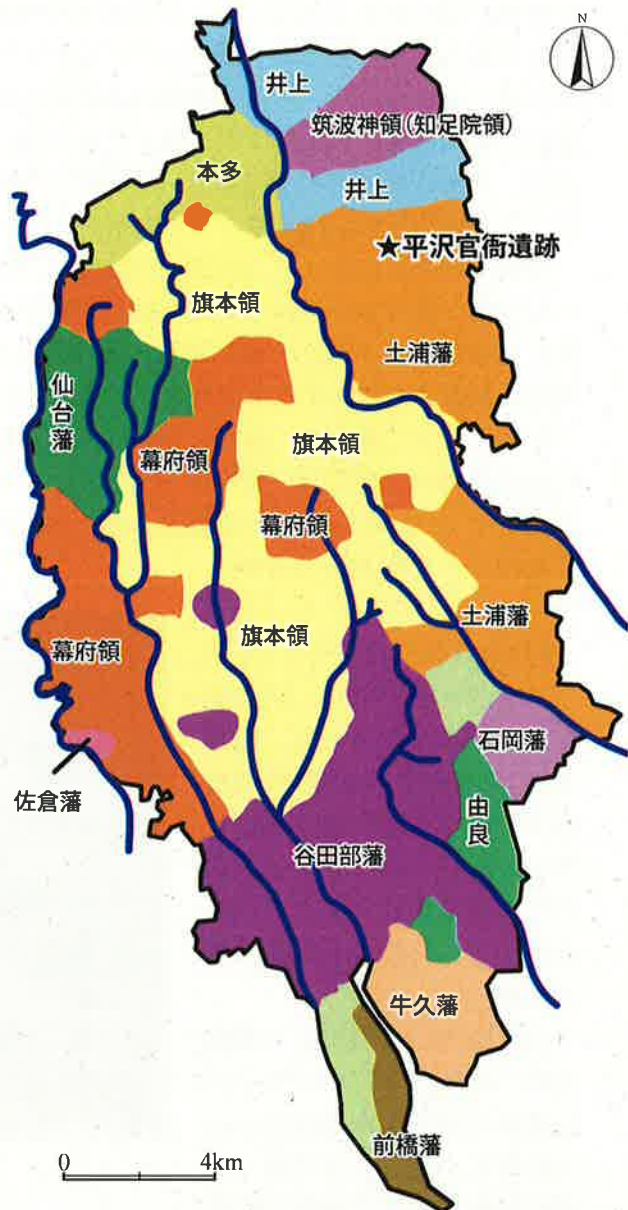 N
井上
筑波神領(知足院領)
本多
井上
★平沢官衙遺跡
旗本領
土浦藩
仙台藩
旗本領
幕府領
幕府領
土浦藩
旗本領
幕府領
石岡藩
佐倉藩
由良
谷田部藩
牛久藩
前橋藩
0 4km